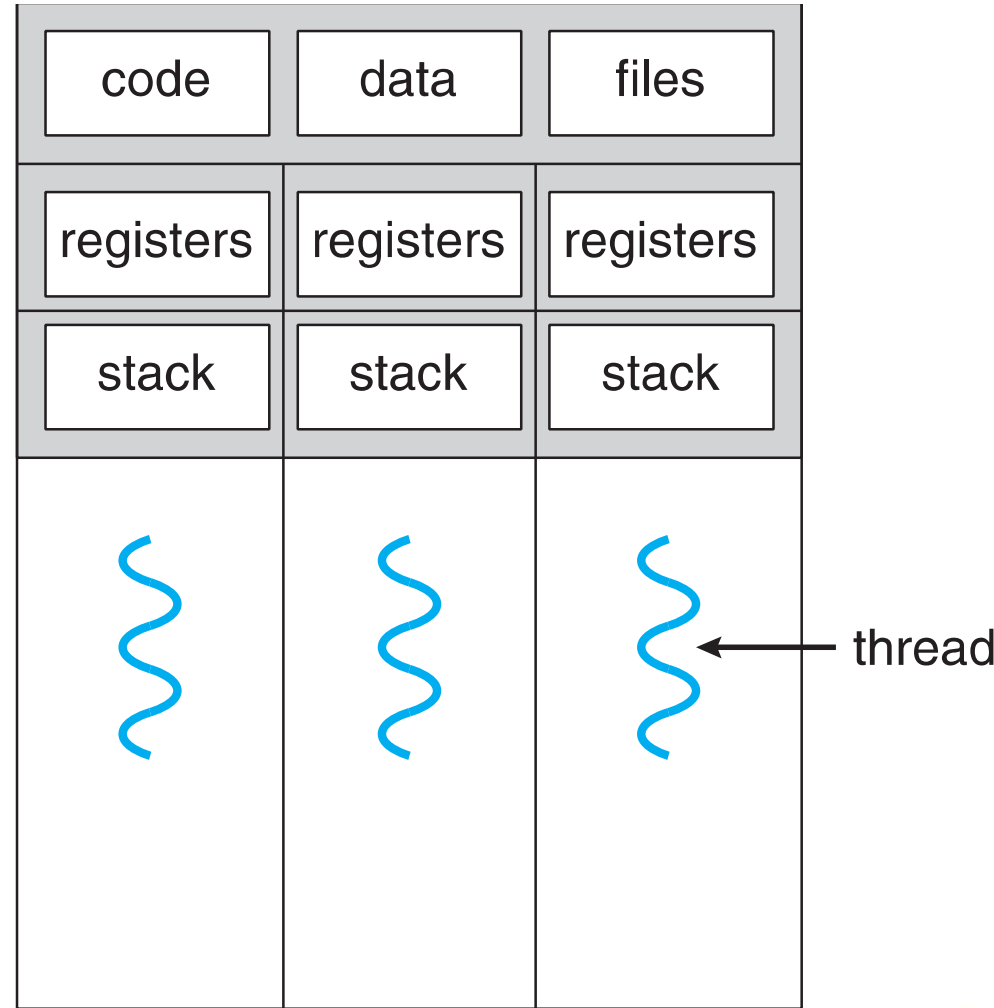 code data files
registers registers registers
stack stack stack
thread